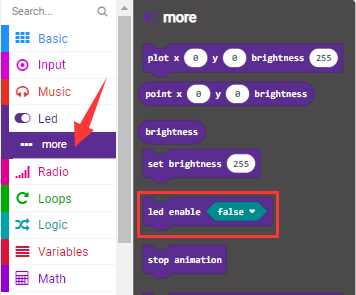 Search...
Basic
Input
Music
Led
more
Radio
Loops
Logic
Variables
Math
more
plot x 0 y 0 brightness 255
point x 0 y 0 brightness
brightness
set brightness 255
led enable false
stop animation